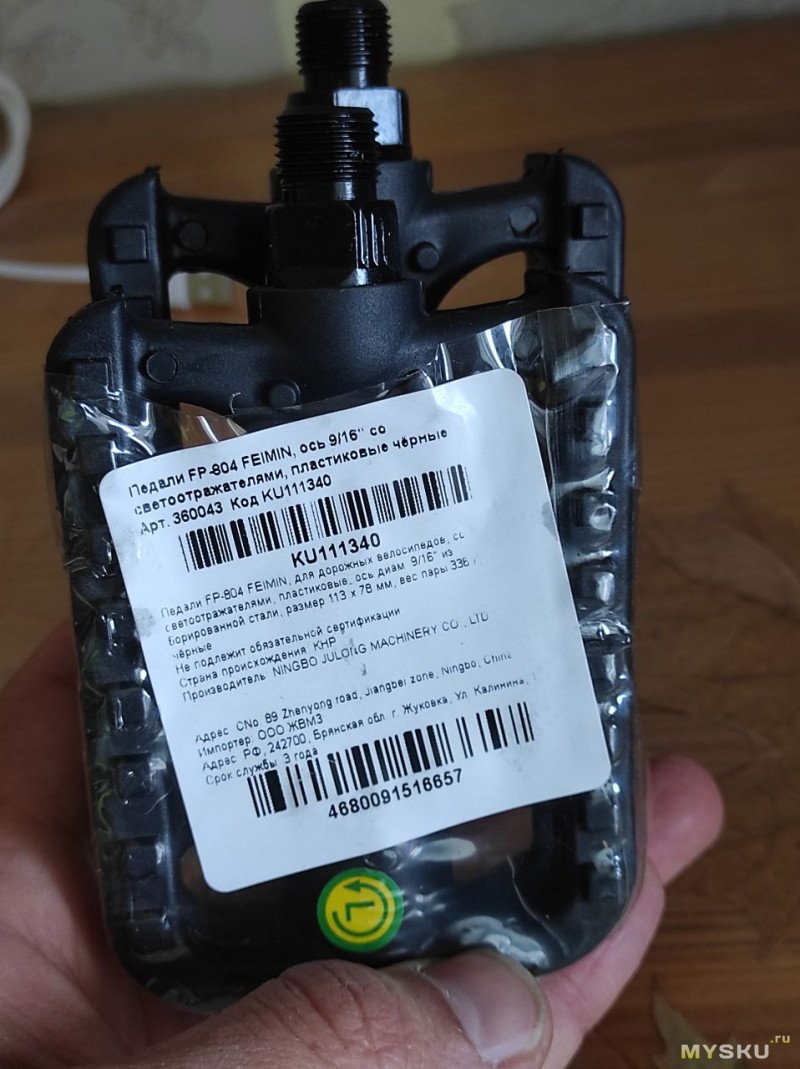 Педали FP-804 FEIMIN, ось 9/16" со
светоотражателями, пластиковые чёрные
Арт. 360043 Код KU111340
KU111340
Педали FP-804 FEIMIN, для дорожных велосипедов, со
светоотражателями, пластиковые, ось диам. 9/16" из
борированной стали, размер 113 х 78 мм, вес пары 336 г
чёрные
Не подлежит обязательной сертификации
Страна происхождения КНР
Производитель NINGBO JULONG MACHINERY CO., LTD
Адрес CNo 89 Zhenyong road, Jiangbei zone, Ningbo, China
Импортер: ООО ЖВМЗ
Адрес РФ, 242700, Брянская обл. г. Жуковка, Ул. Калинина,
Срок службы 3 года
4680091516657
L
MYSKU.ru